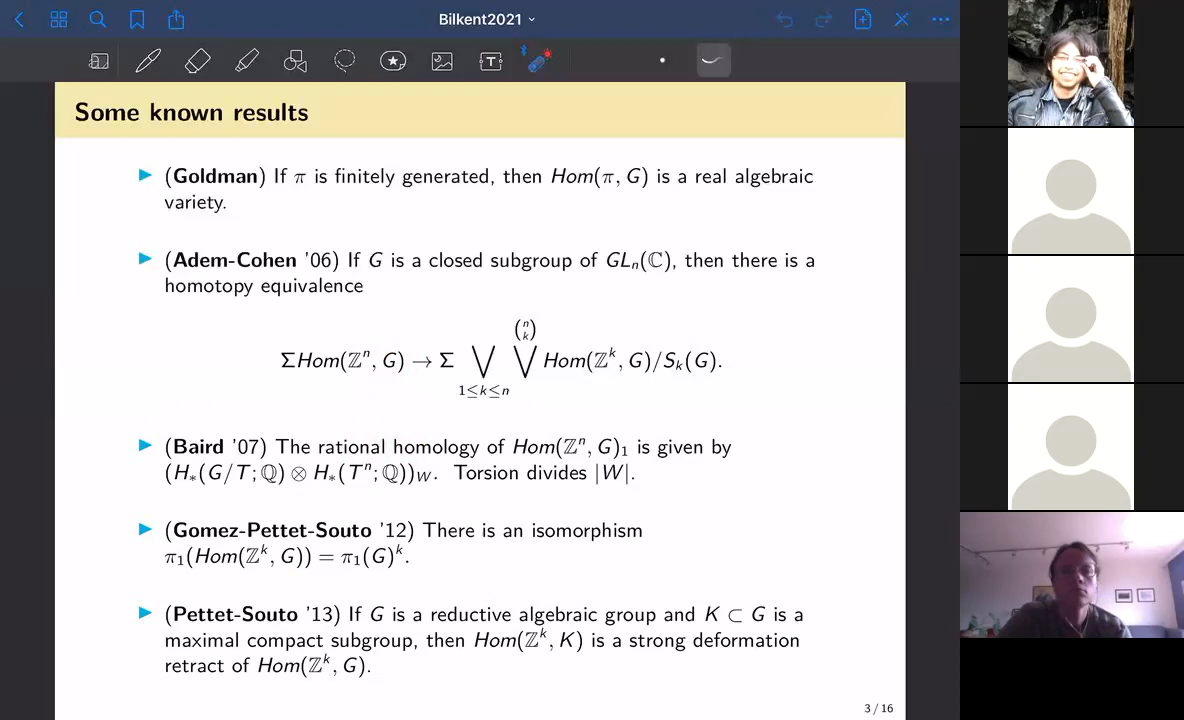 Bilkent2021
Some known results
(Goldman) If π is finitely generated, then Hom(π, G) is a real algebraic
variety.
(Adem-Cohen '06) If G is a closed subgroup of GLₙ(ℂ), then there is a
homotopy equivalence
ΣHom(ℤⁿ, G) → Σ ⋁_{1≤k≤n} ⋁^{\binom{n}{k}} Hom(ℤᵏ, G)/Sₖ(G).
(Baird '07) The rational homology of Hom(ℤⁿ, G)₁ is given by
(H₊(G/T; ℚ) ⊗ H₊(Tⁿ; ℚ))_W. Torsion divides |W|.
(Gomez-Pettet-Souto '12) There is an isomorphism
π₁(Hom(ℤᵏ, G)) = π₁(G)ᵏ.
(Pettet-Souto '13) If G is a reductive algebraic group and K ⊂ G is a
maximal compact subgroup, then Hom(ℤᵏ, K) is a strong deformation
retract of Hom(ℤᵏ, G).
3 / 16